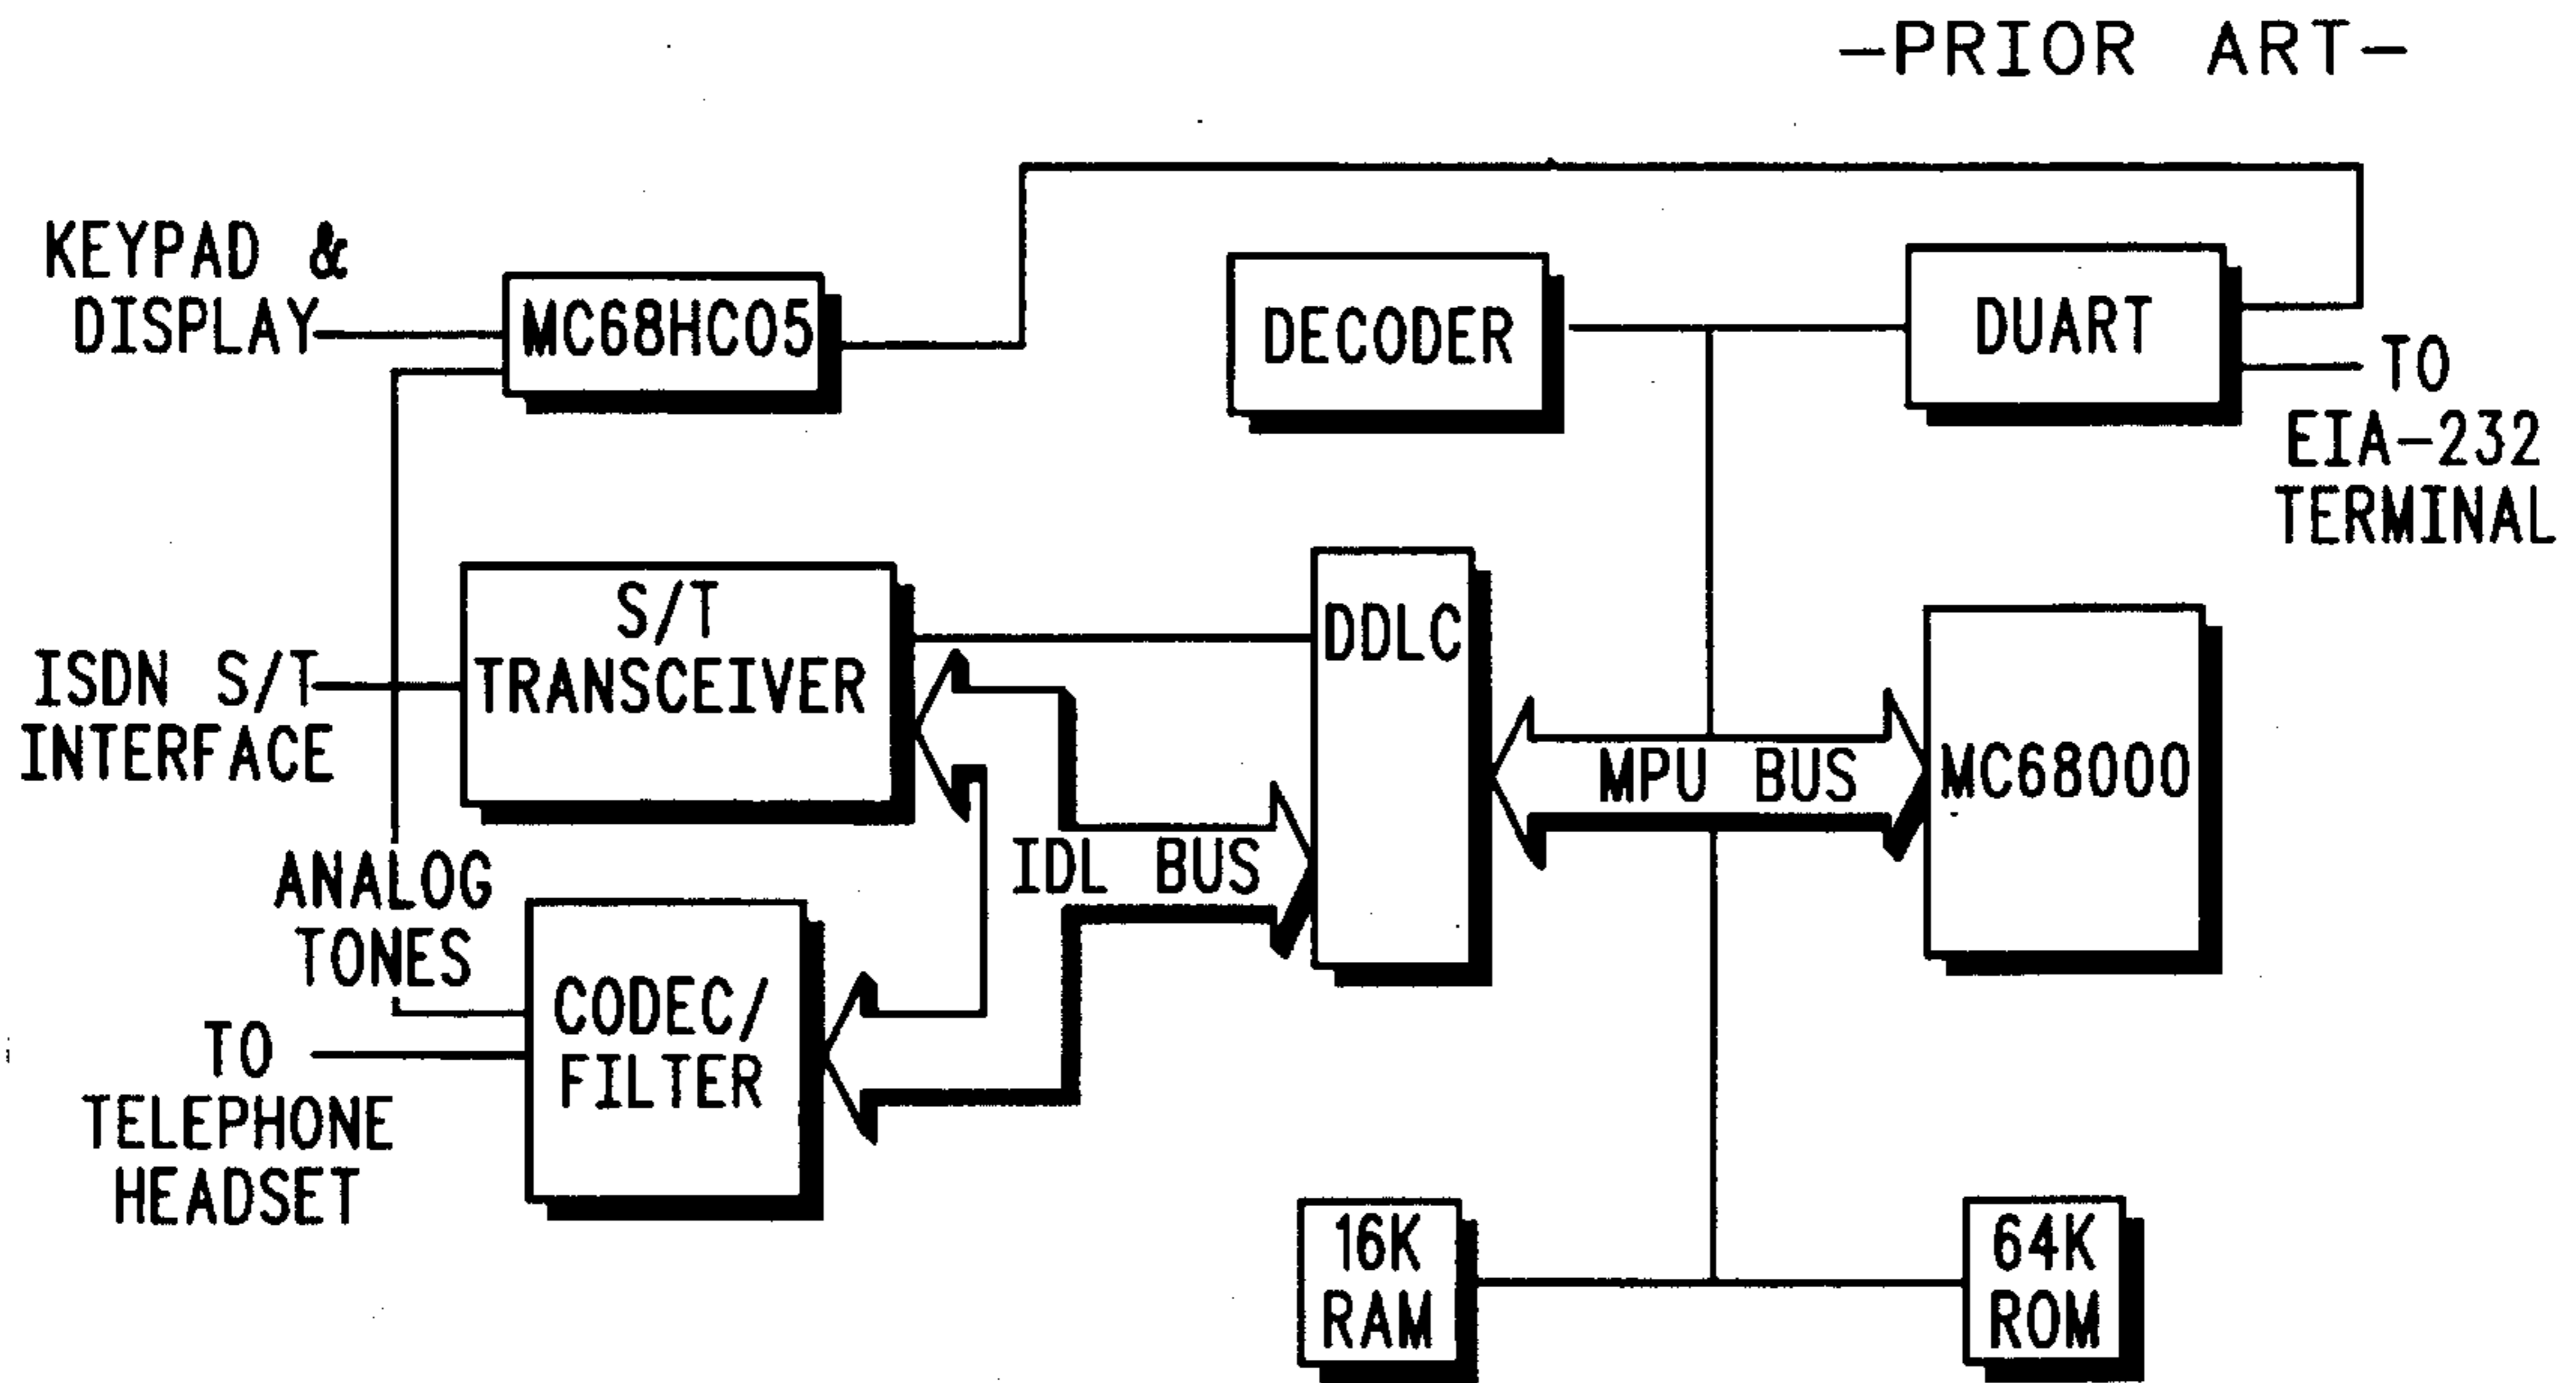 -PRIOR ART-
KEYPAD &
DISPLAY
MC68HC05
DECODER
DUART
TO
EIA-232
TERMINAL
S/T
TRANSCEIVER
ISDN S/T
INTERFACE
DDLC
MPU BUS
MC68000
IDL BUS
ANALOG
TONES
CODEC/
FILTER
TO
TELEPHONE
HEADSET
16K
RAM
64K
ROM